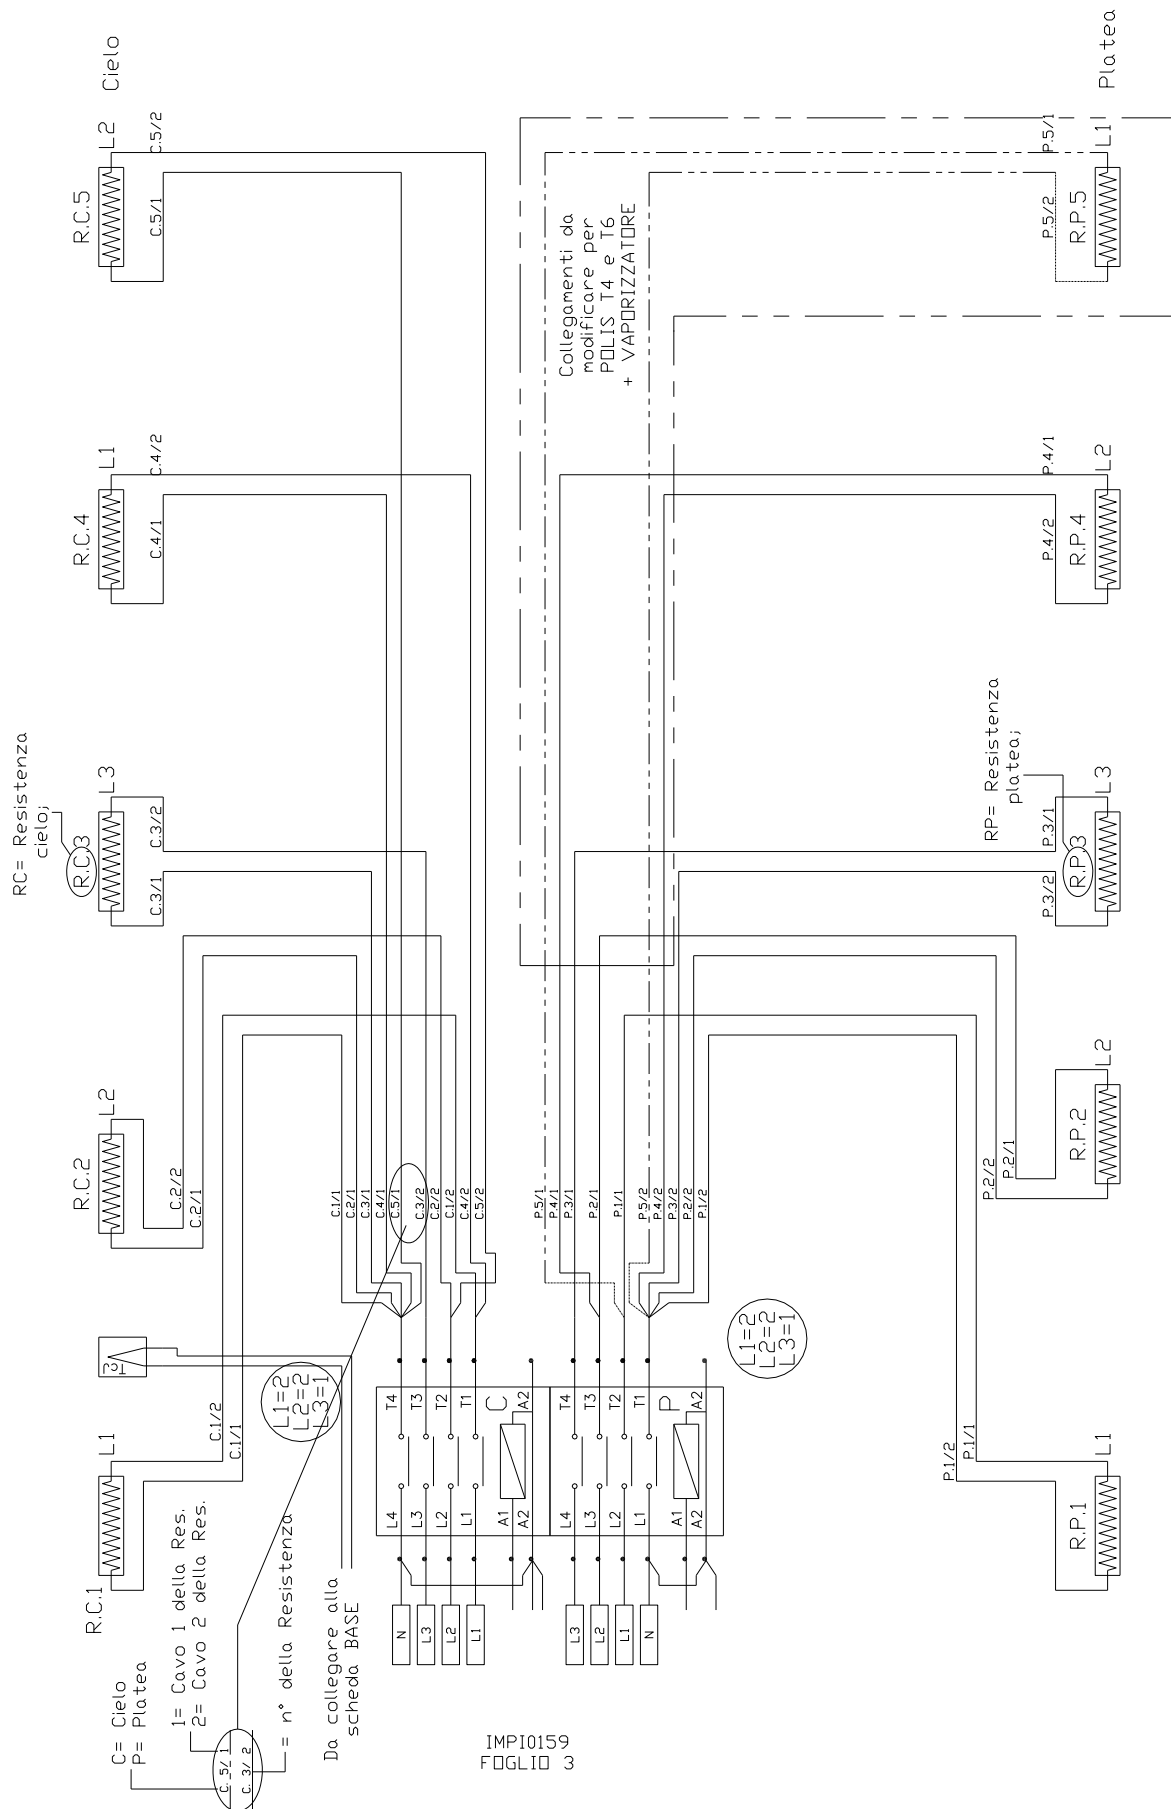 Cielo
L2
C.5/2
R.C.5
C.5/1
L1
C.4/2
R.C.4
C.4/1
RC= Resistenza
cielo;
L3
R.C.3
C.3/2
C.3/1
L2
R.C.2
C.2/2
C.2/1
L1
R.C.1
C.1/2
C.1/1
Platea
P.5/1
L1
P.5/2
R.P.5
Collegamenti da
modificare per
POLIS T4 e T6
+ VAPORIZZATORE
P.4/1
L2
P.4/2
R.P.4
RP= Resistenza
platea;
P.3/1
L3
P.3/2
R.P.3
L2
R.P.2
P.2/2
P.2/1
L1
R.P.1
P.1/2
P.1/1
C.1/1
C.2/1
C.3/1
C.4/1
C.5/1
C.3/2
C.2/2
C.1/2
C.4/2
C.5/2
P.5/1
P.4/1
P.3/1
P.2/1
P.1/1
P.5/2
P.4/2
P.3/2
P.2/2
P.1/2
L1=2
L2=2
L3=1
L1=2
L2=2
L3=1
T4
T3
T2
T1
C
A2
L4
L3
L2
L1
A1
A2
T4
T3
T2
T1
P
A2
L4
L3
L2
L1
A1
A2
N
L3
L2
L1
L3
L2
L1
N
C= Cielo
P= Platea
1= Cavo 1 della Res.
2= Cavo 2 della Res.
C. 5/ 1
C. 3/ 2
= n° della Resistenza
Da collegare alla
scheda BASE
IMPI0159
FOGLIO 3